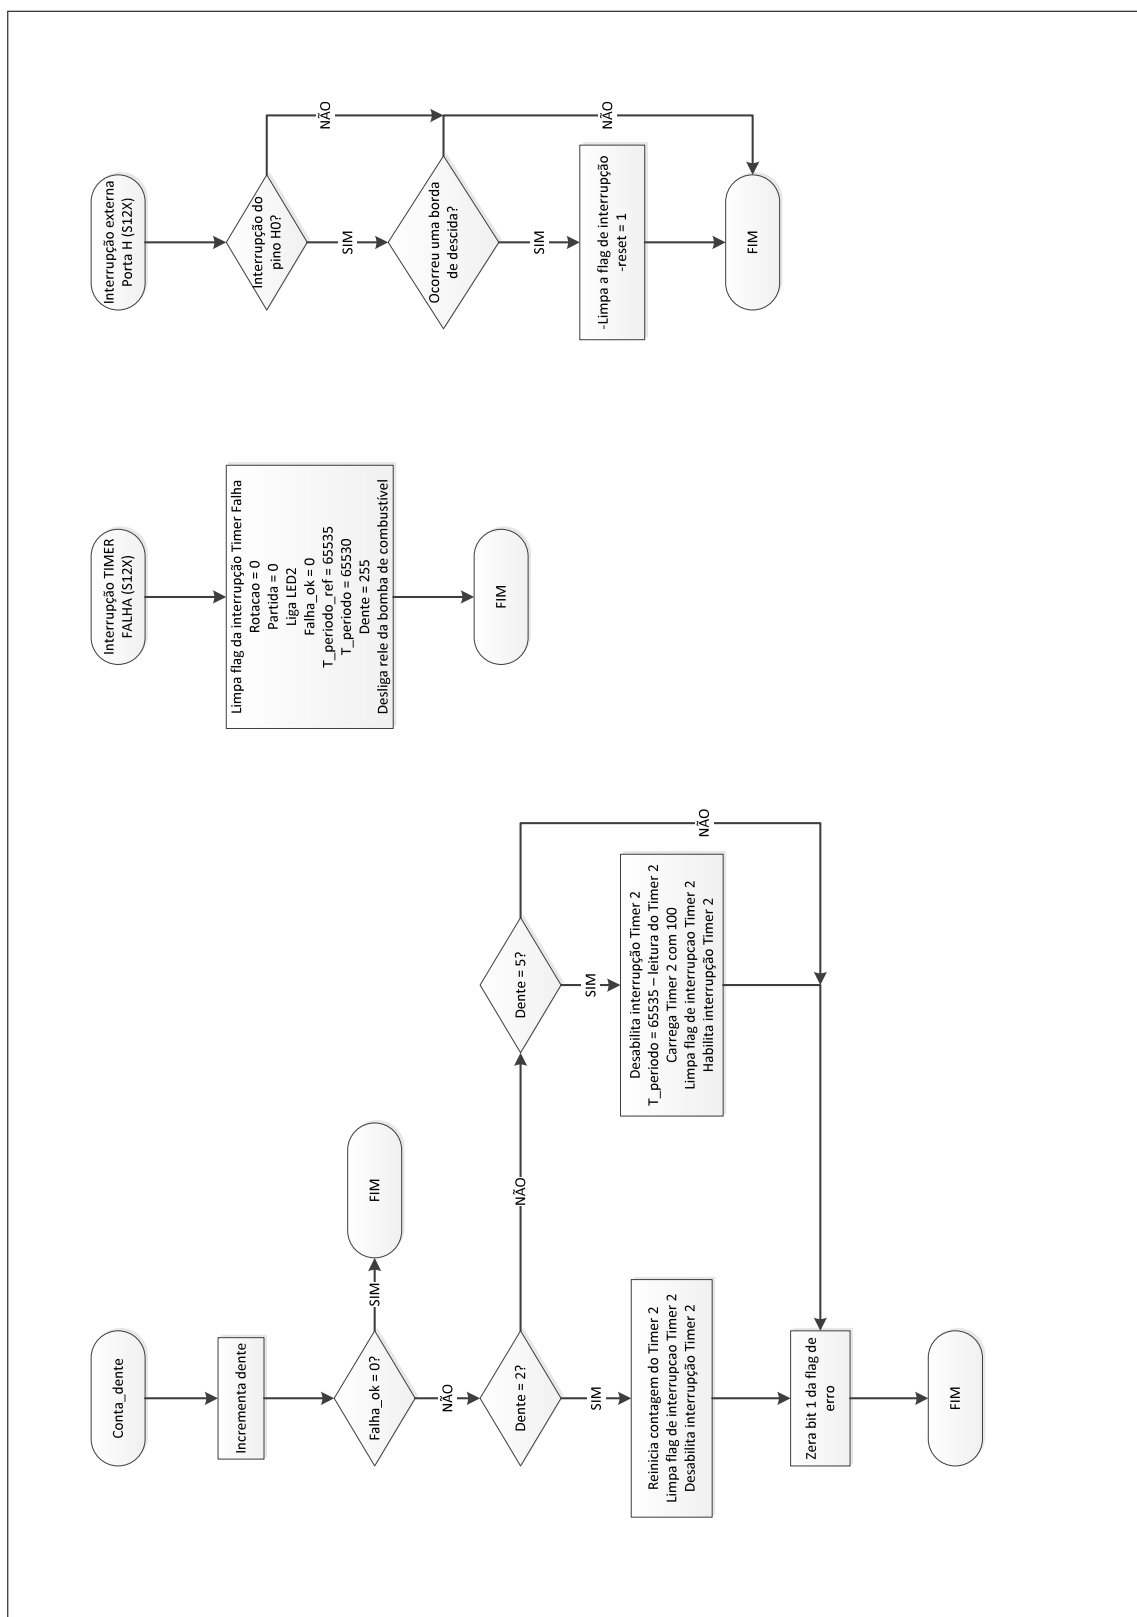 Conta_dente
Incrementa dente
Falha_ok = 0?
SIM
FIM
NÃO
Dente = 2?
NÃO
Dente = 5?
NÃO
SIM
Reinicia contagem do Timer 2
Limpa flag de interrupcao Timer 2
Desabilita interrupção Timer 2
SIM
Desabilita interrupção Timer 2
T_periodo = 65535 – leitura do Timer 2
Carrega Timer 2 com 100
Limpa flag de interrupcao Timer 2
Habilita interrupção Timer 2
Zera bit 1 da flag de
erro
FIM
Interrupção TIMER
FALHA (S12X)
Limpa flag da interrupção Timer Falha
Rotacao = 0
Partida = 0
Liga LED2
Falha_ok = 0
T_periodo_ref = 65535
T_periodo = 65530
Dente = 255
Desliga rele da bomba de combustível
FIM
Interrupção externa
Porta H (S12X)
Interrupção do
pino H0?
NÃO
SIM
Ocorreu uma borda
de descida?
NÃO
SIM
-Limpa a flag de interrupção
-reset = 1
FIM